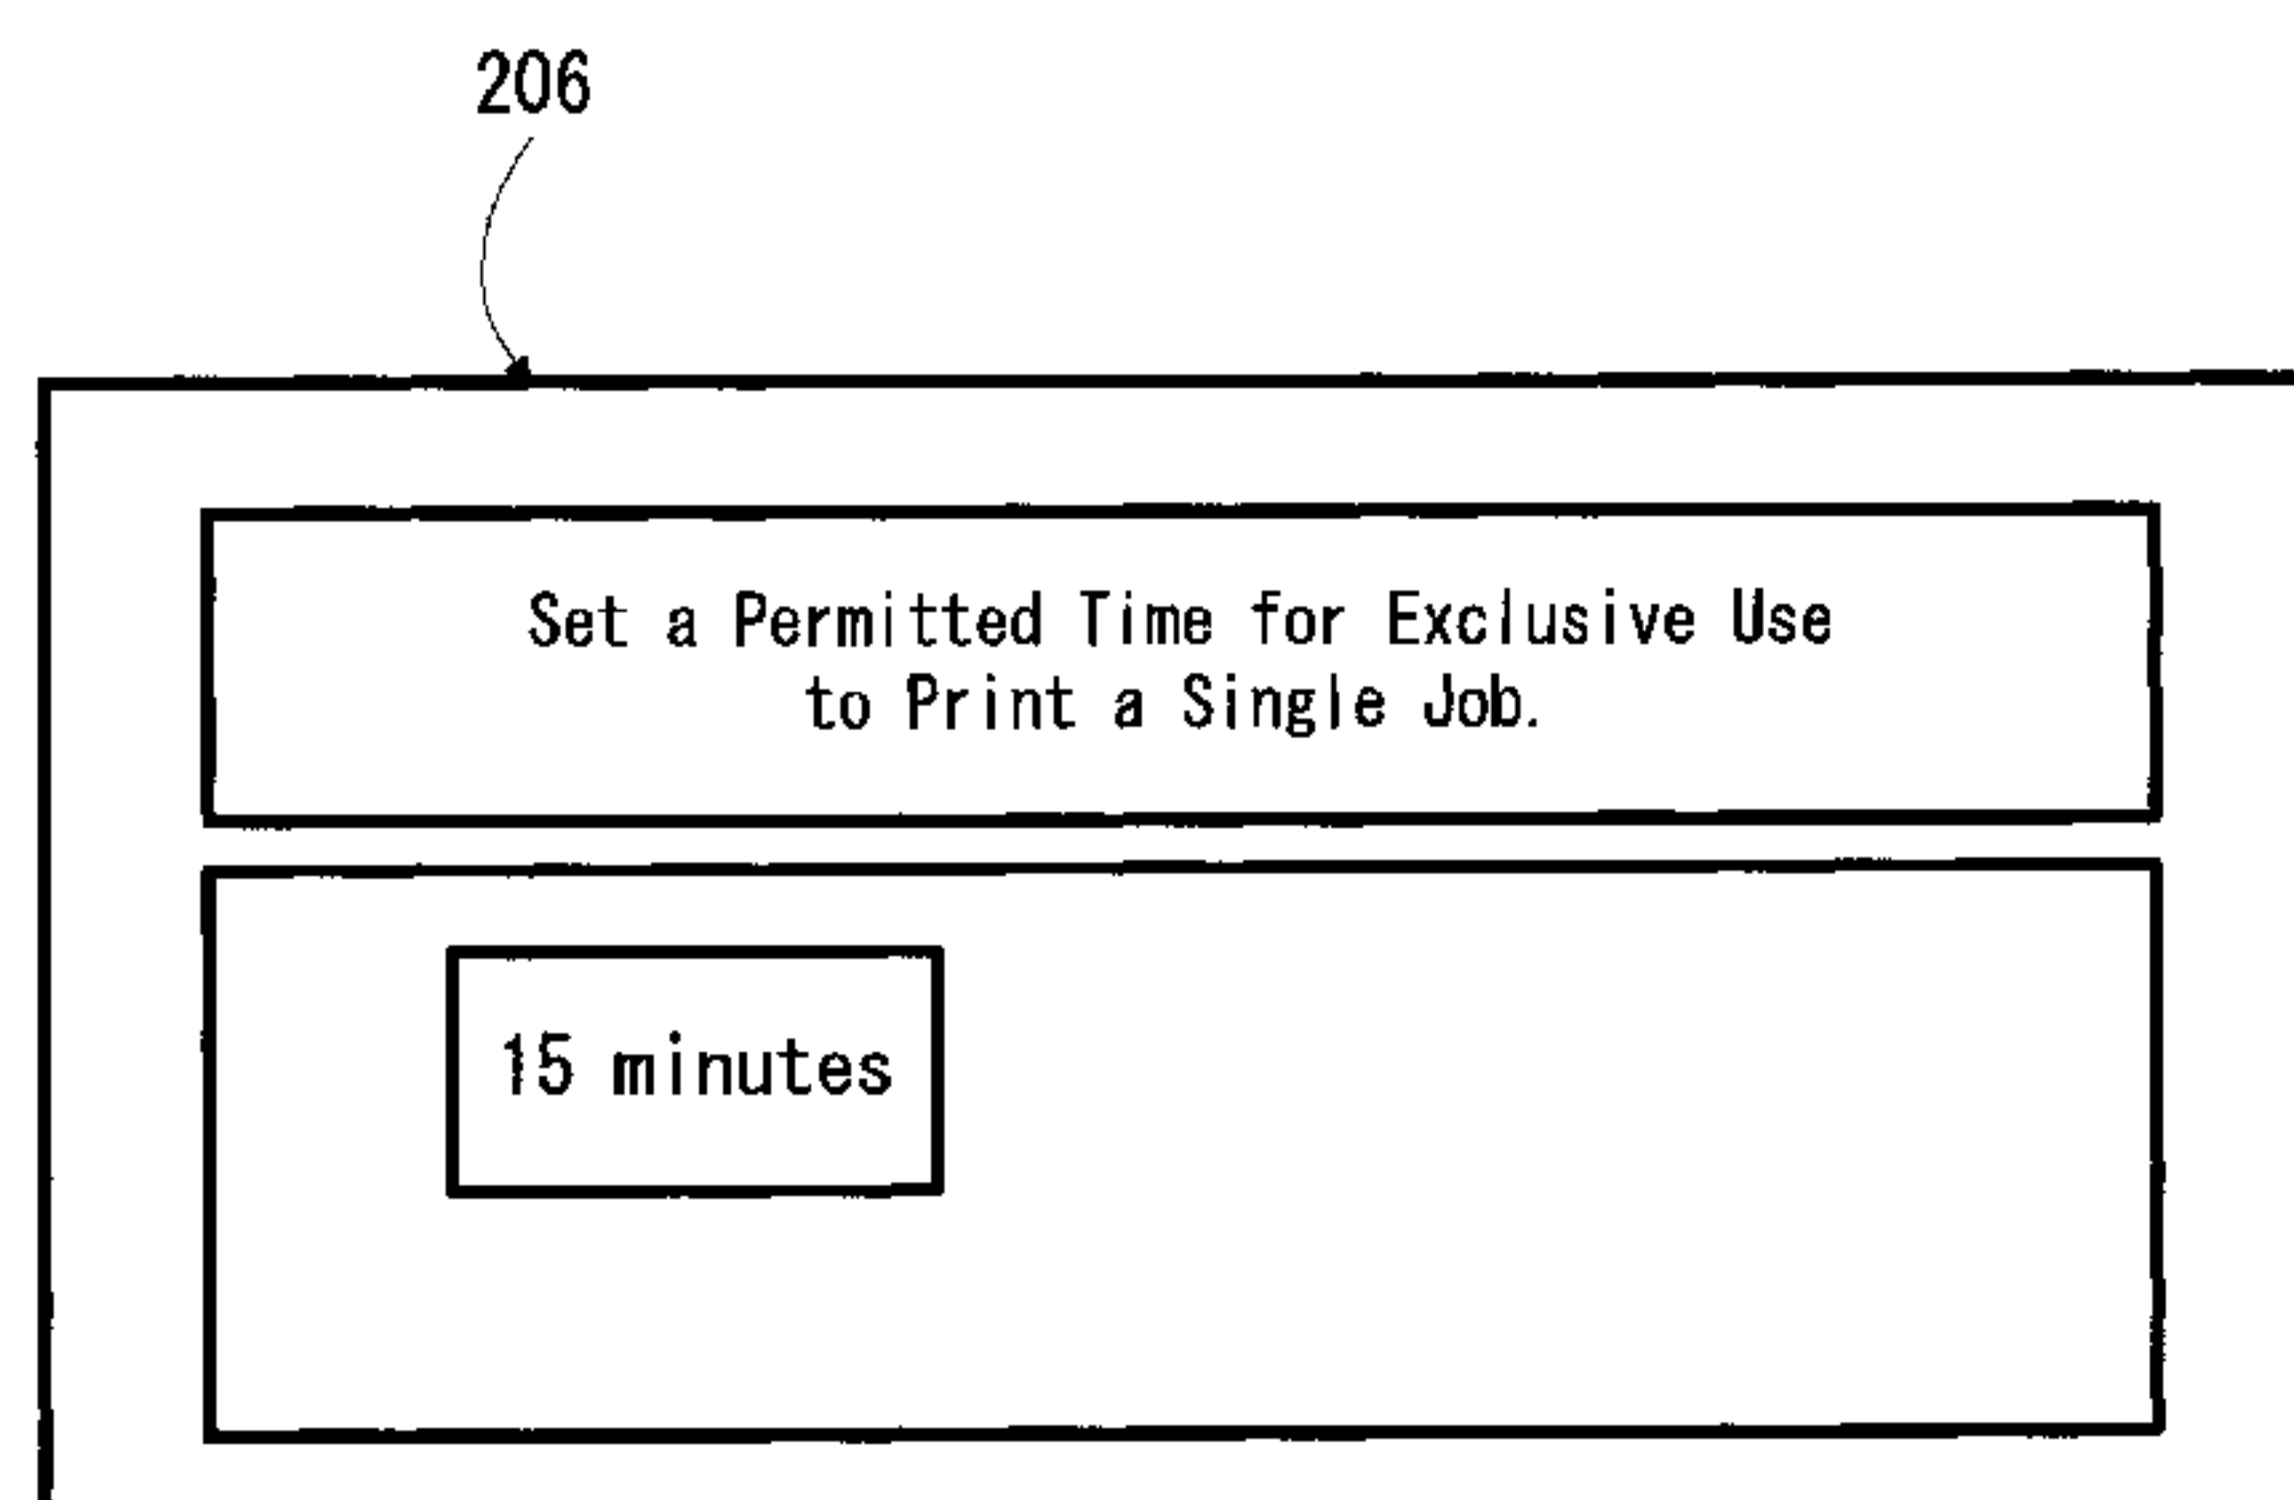 206
Set a Permitted Time for Exclusive Use
to Print a Single Job.
15 minutes